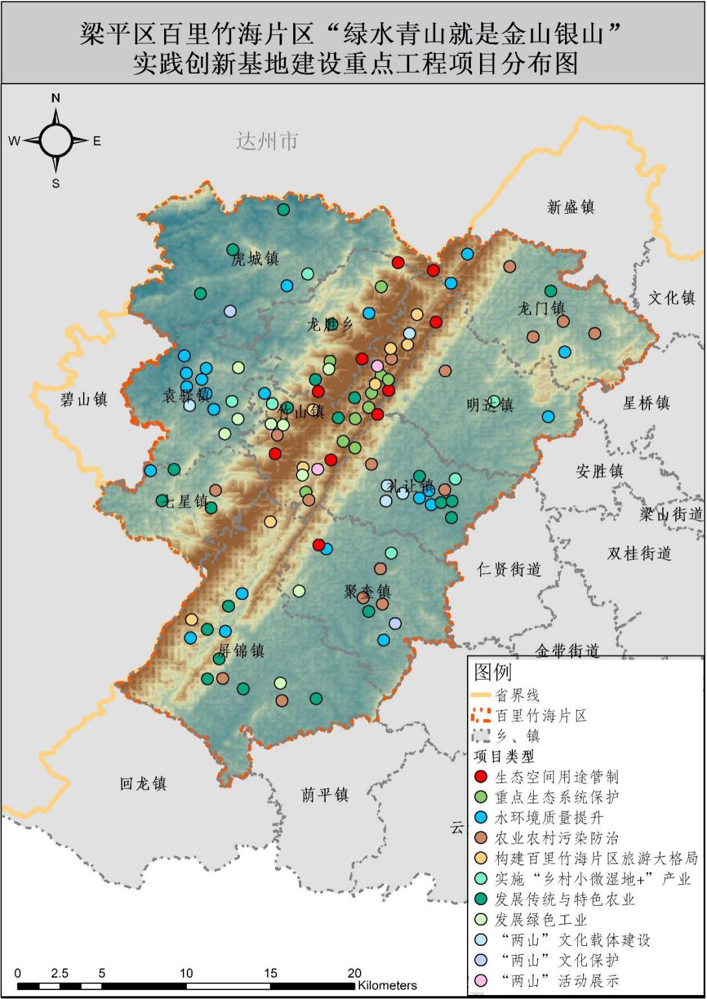 梁平区百里竹海片区“绿水青山就是金山银山”
实践创新基地建设重点工程项目分布图
N
W
E
S
达州市
新盛镇
虎城镇
文化镇
龙门镇
龙胜乡
碧山镇
袁驿镇
竹山镇
明达镇
星桥镇
安胜镇
礼让镇
七星镇
梁山街道
双桂街道
仁贤街道
聚奎镇
金带街道
屏锦镇
回龙镇
荫平镇
云
图例
省界线
百里竹海片区
乡、镇
项目类型
生态空间用途管制
重点生态系统保护
水环境质量提升
农业农村污染防治
构建百里竹海片区旅游大格局
实施“乡村小微湿地+”产业
发展传统与特色农业
发展绿色工业
“两山”文化载体建设
“两山”文化保护
“两山”活动展示
0 2.5 5 10 15 20
Kilometers